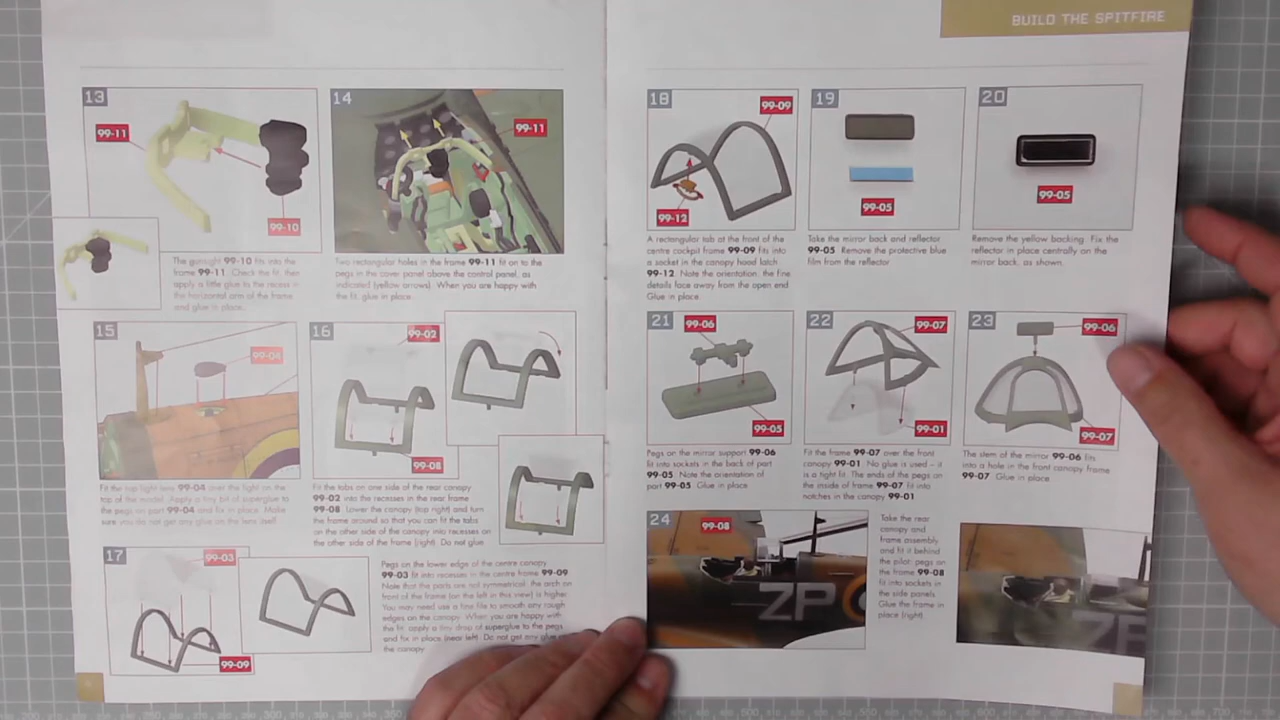 BUILD THE SPITFIRE
13
99-11
99-10
The gunsight 99-10 fits into the
frame 99-11. Check the fit, then
apply a little glue to the recess in
the horizontal arm of the frame
and glue in place.
14
99-11
Two rectangular holes in the frame 99-11 fit on to the
pegs in the cover panel above the control panel, as
indicated (yellow arrows). When you are happy with
the fit, glue in place.
15
99-04
Fit the top light lens 99-04 over the light on the
top of the model. Apply a tiny bit of superglue to
the pegs on part 99-04 and fix in place. Make
sure you do not get any glue on the lens itself.
16
99-02
99-08
Fit the tabs on one side of the rear canopy
99-02 into the recesses in the rear frame
99-08. Lower the canopy (top right) and turn
the frame around so that you can fit the tabs
on the other side of the canopy into recesses on
the other side of the frame (right). Do not glue.
17
99-03
99-09
Pegs on the lower edge of the centre canopy
99-03 fit into recesses in the centre frame 99-09.
Note that the parts are not symmetrical: the arch on
front of the frame (on the left in this view) is higher.
You may need use a fine file to smooth any rough
edges on the canopy. When you are happy with
the fit, apply a tiny drop of superglue to the pegs
and fix in place (near left). Do not get any glue on
the canopy.
18
99-09
99-12
A rectangular tab at the front of the
centre cockpit frame 99-09 fits into
a socket in the canopy hood latch
99-12. Note the orientation: the fine
details face away from the open end.
Glue in place.
19
99-05
Take the mirror back and reflector
99-05. Remove the protective blue
film from the reflector.
20
99-05
Remove the yellow backing. Fix the
reflector in place centrally on the
mirror back, as shown.
21
99-06
99-05
Pegs on the mirror support 99-06
fit into sockets in the back of part
99-05. Note the orientation of
part 99-05. Glue in place.
22
99-07
99-01
Fit the frame 99-07 over the front
canopy 99-01. No glue is used – it
is a tight fit. The ends of the pegs on
the inside of frame 99-07 fit into
notches in the canopy 99-01.
23
99-06
99-07
The stem of the mirror 99-06 fits
into a hole in the front canopy frame
99-07. Glue in place.
24
99-08
ZP
Take the rear
canopy and
frame assembly
and fit it behind
the pilot: pegs on
the frame 99-08
fit into sockets in
the side panels.
Glue the frame in
place (right).